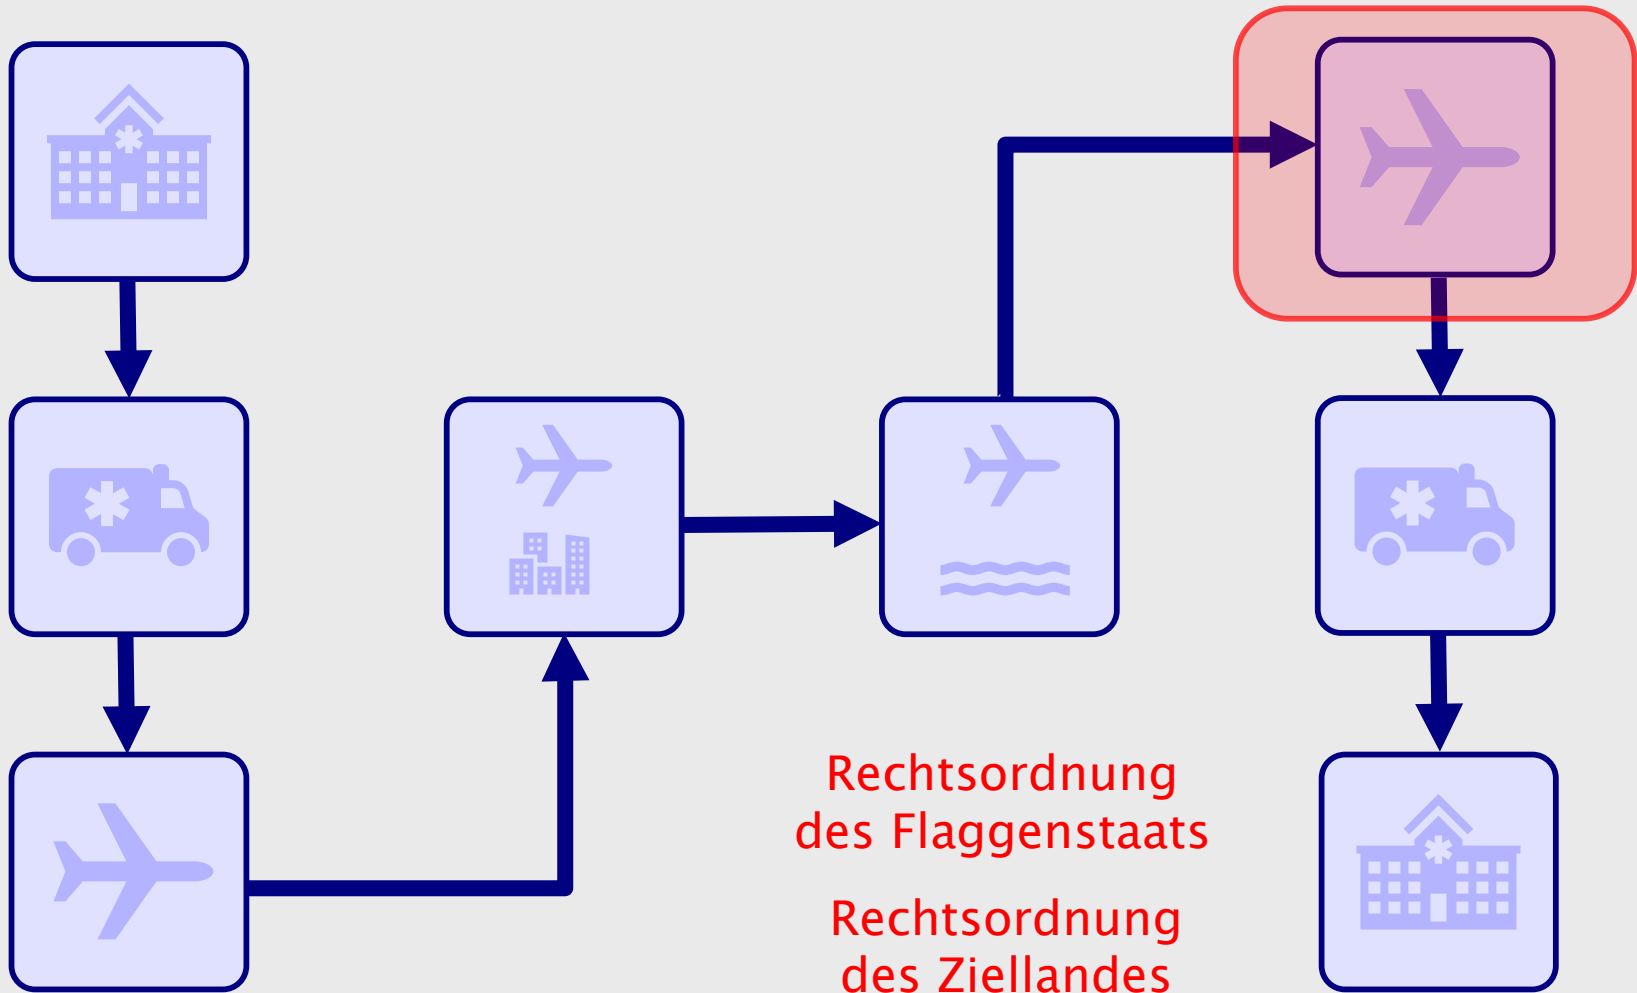 Rechtsordnung
des Flaggenstaats
Rechtsordnung
des Ziellandes